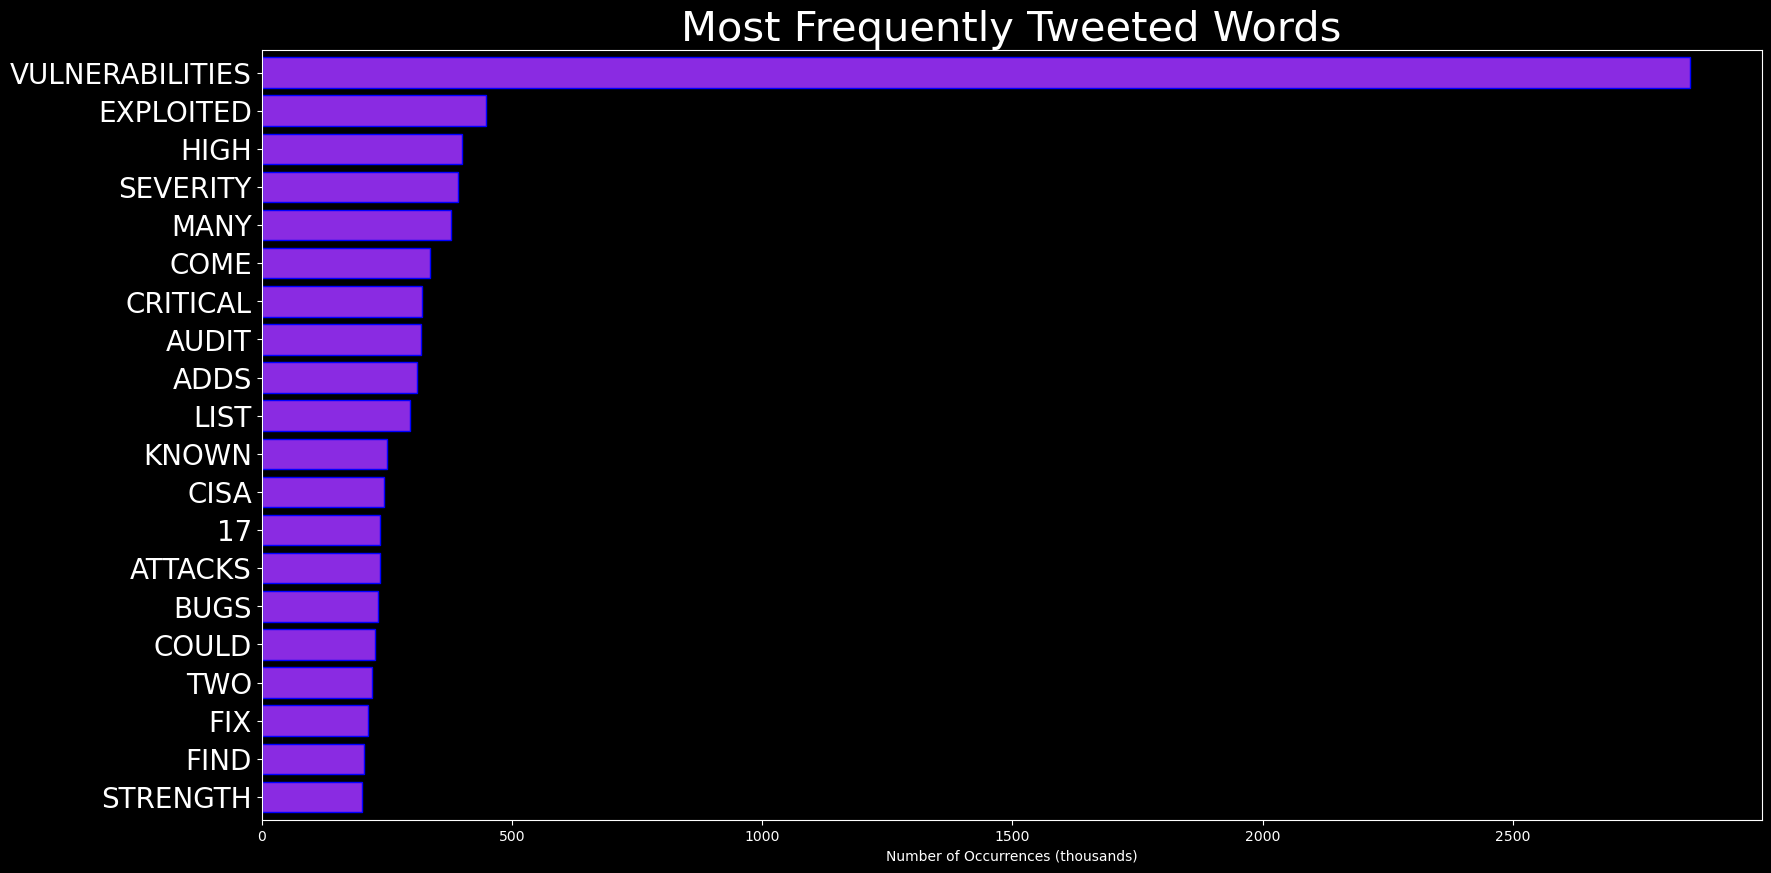 Most Frequently Tweeted Words
VULNERABILITIES
EXPLOITED
HIGH
SEVERITY
MANY
COME
CRITICAL
AUDIT
ADDS
LIST
KNOWN
CISA
17
ATTACKS
BUGS
COULD
TWO
FIX
FIND
STRENGTH
0 500 1000 1500 2000 2500
Number of Occurrences (thousands)